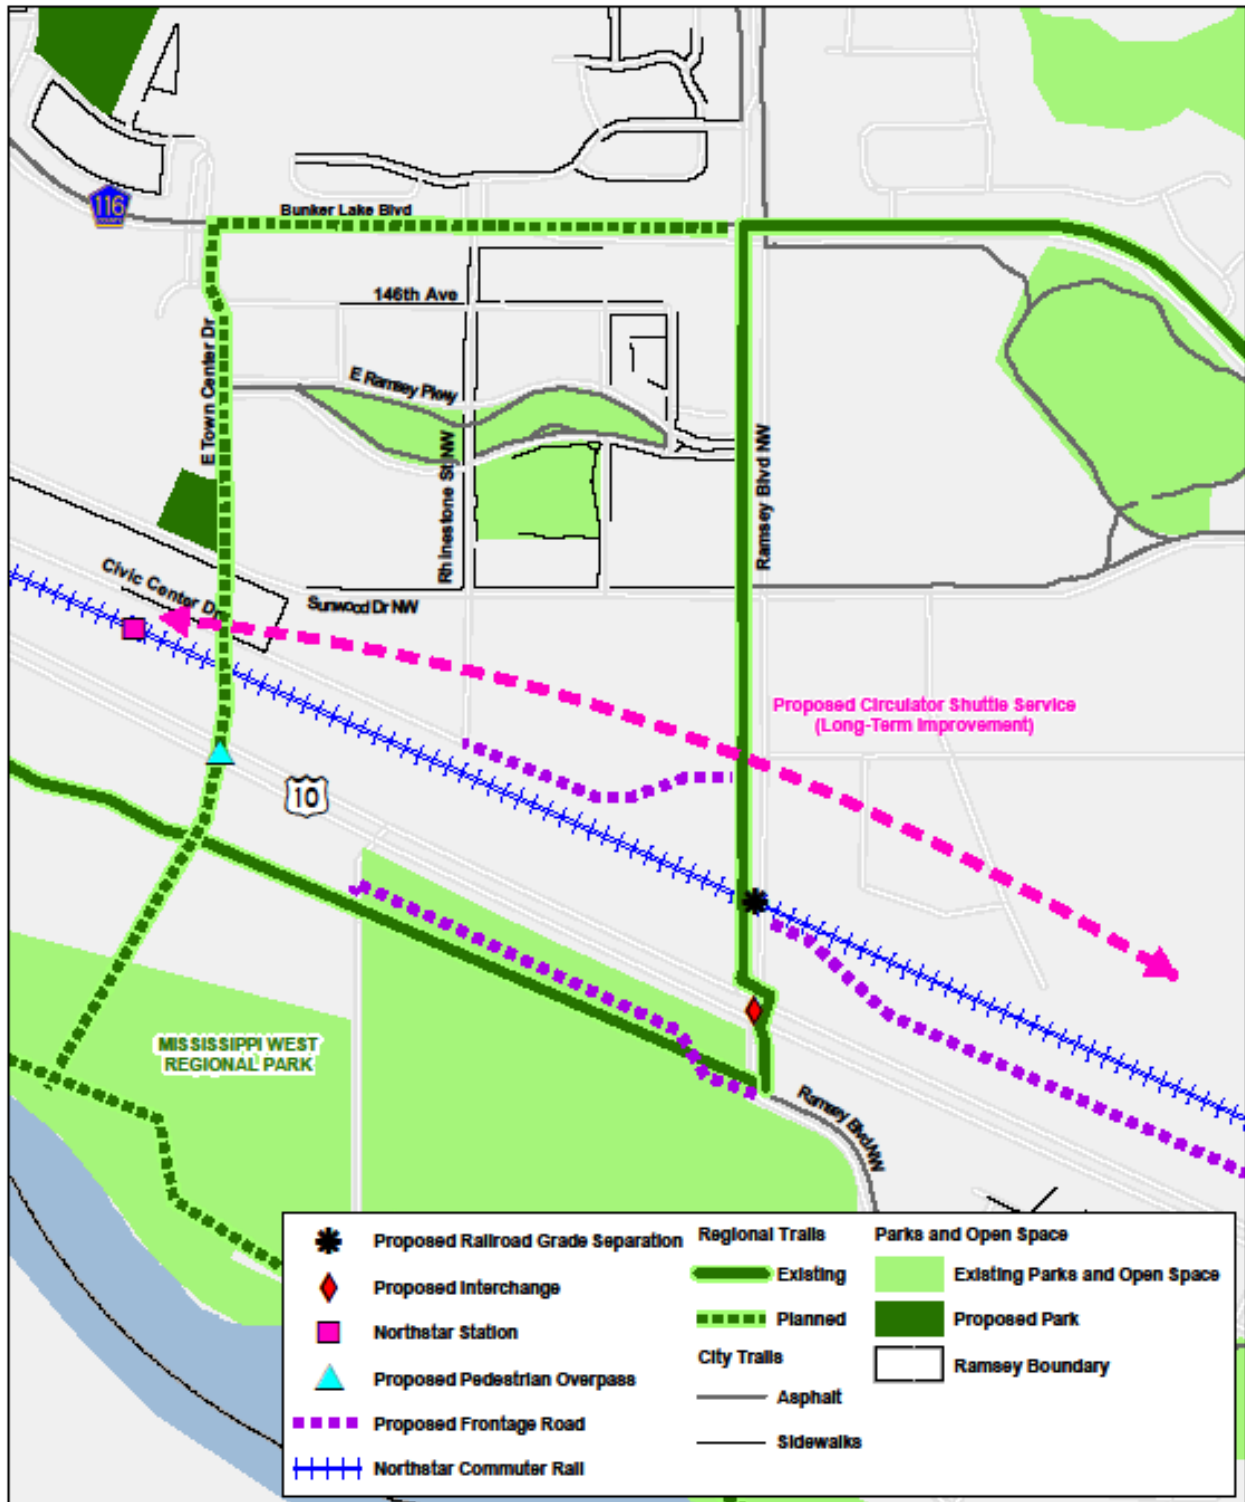 116
COUNTY
Bunker Lake Blvd
146th Ave
E Town Center Dr
E Ramsey Pkwy
Rhinestone St NW
Ramsey Blvd NW
Civic Center Dr
Sunwood Dr NW
Proposed Circulator Shuttle Service
(Long-Term Improvement)
10
MISSISSIPPI WEST
REGIONAL PARK
Ramsey Blvd NW
Proposed Railroad Grade Separation
Proposed Interchange
Northstar Station
Proposed Pedestrian Overpass
Proposed Frontage Road
Northstar Commuter Rail
Regional Trails
Existing
Planned
City Trails
Asphalt
Sidewalks
Parks and Open Space
Existing Parks and Open Space
Proposed Park
Ramsey Boundary